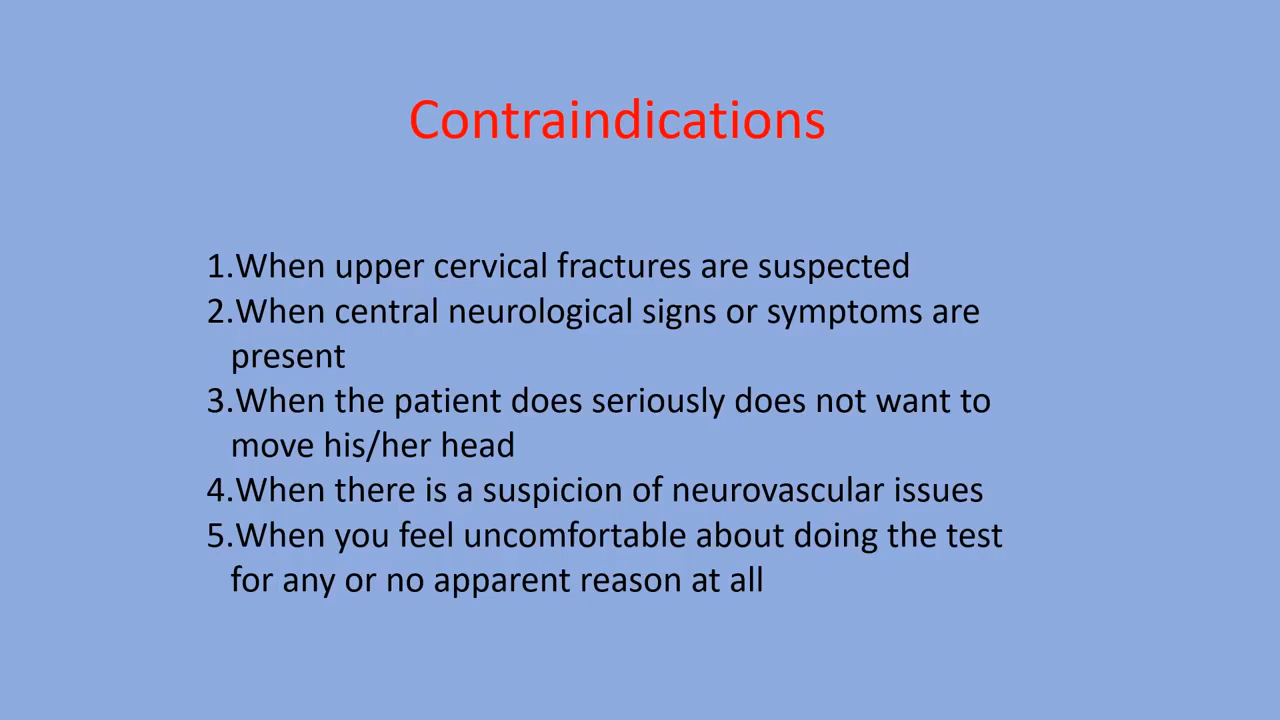 Contraindications
1.When upper cervical fractures are suspected
2.When central neurological signs or symptoms are
present
3.When the patient does seriously does not want to
move his/her head
4.When there is a suspicion of neurovascular issues
5.When you feel uncomfortable about doing the test
for any or no apparent reason at all